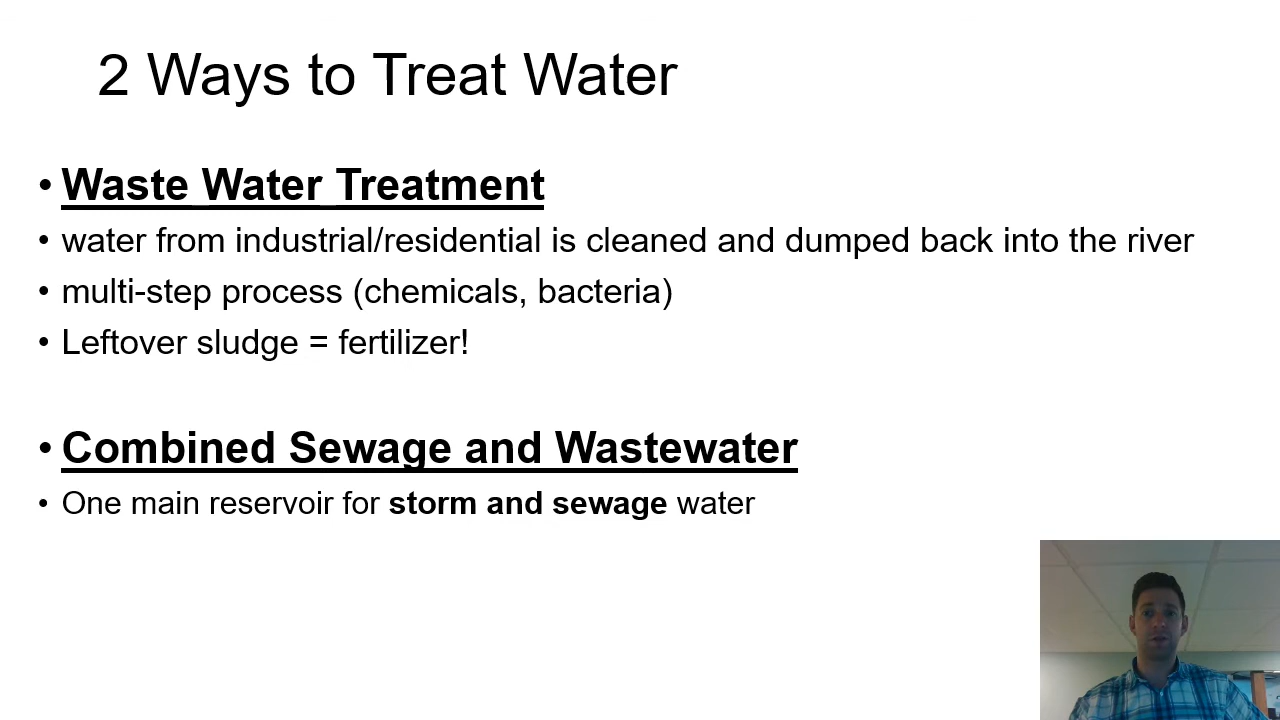 2 Ways to Treat Water
• Waste Water Treatment
• water from industrial/residential is cleaned and dumped back into the river
• multi-step process (chemicals, bacteria)
• Leftover sludge = fertilizer!
• Combined Sewage and Wastewater
• One main reservoir for storm and sewage water